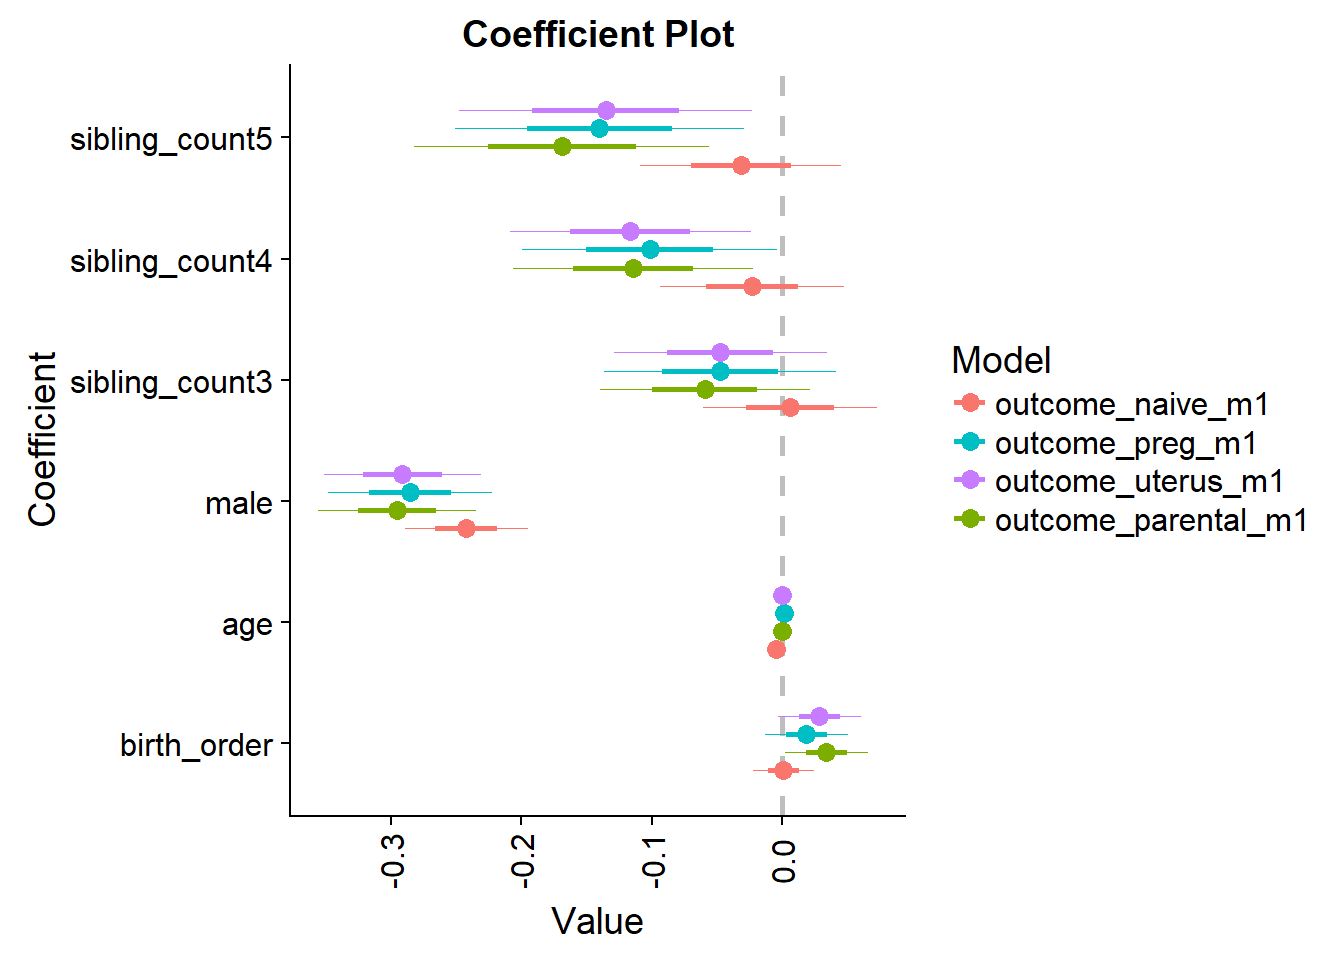 Coefficient Plot
Coefficient
sibling_count5
sibling_count4
sibling_count3
male
age
birth_order
-0.3
-0.2
-0.1
0.0
Value
Model
outcome_naive_m1
outcome_preg_m1
outcome_uterus_m1
outcome_parental_m1